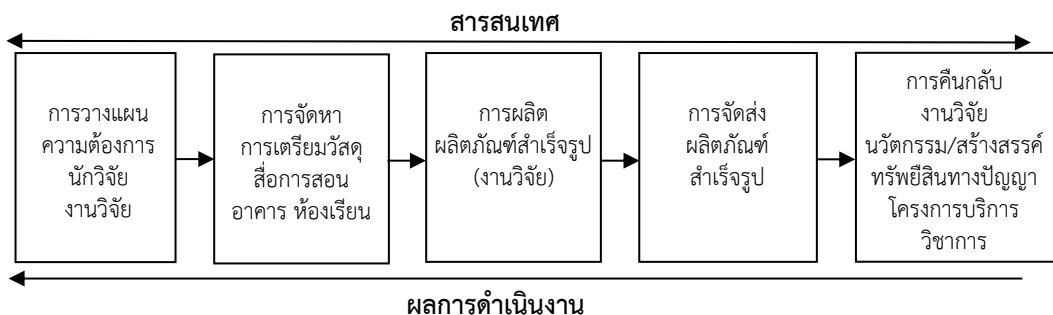 สารสนเทศ
การวางแผน
ความต้องการ
นักวิจัย
งานวิจัย
การจัดหา
การเตรียมวัสดุ
สื่อการสอน
อาคาร ห้องเรียน
การผลิต
ผลิตภัณฑ์สำเร็จรูป
(งานวิจัย)
การจัดส่ง
ผลิตภัณฑ์
สำเร็จรูป
การคืนกลับ
งานวิจัย
นวัตกรรม/สร้างสรรค์
ทรัพย์สินทางปัญญา
โครงการบริการ
วิชาการ
ผลการดำเนินงาน